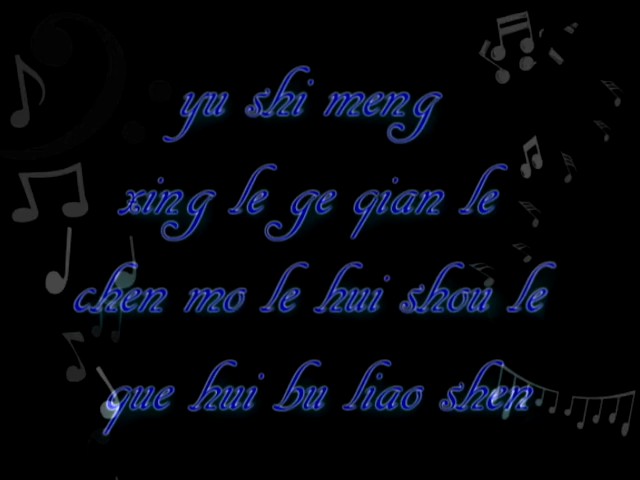 yu shi meng
xing le ge qian le
chen mo le hui shou le
que hui bu liao shen